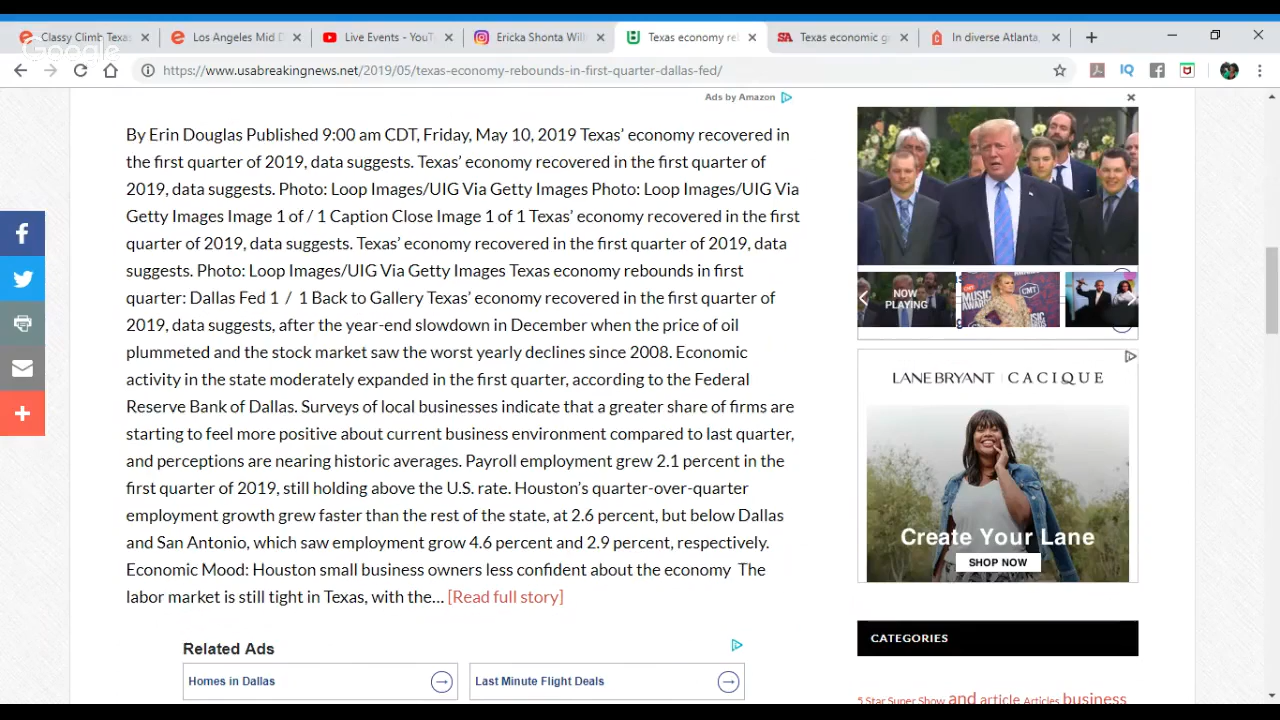 Classy Climb Texas
Los Angeles Mid D
Live Events - YouT
Ericka Shonta Will
Texas economy re
Texas economic g
In diverse Atlanta,
Google
https://www.usabreakingnews.net/2019/05/texas-economy-rebounds-in-first-quarter-dallas-fed/
Ads by Amazon
By Erin Douglas Published 9:00 am CDT, Friday, May 10, 2019 Texas’ economy recovered in
the first quarter of 2019, data suggests. Texas’ economy recovered in the first quarter of
2019, data suggests. Photo: Loop Images/UIG Via Getty Images Photo: Loop Images/UIG Via
Getty Images Image 1 of / 1 Caption Close Image 1 of 1 Texas’ economy recovered in the first
quarter of 2019, data suggests. Texas’ economy recovered in the first quarter of 2019, data
suggests. Photo: Loop Images/UIG Via Getty Images Texas economy rebounds in first
quarter: Dallas Fed 1 / 1 Back to Gallery Texas’ economy recovered in the first quarter of
2019, data suggests, after the year-end slowdown in December when the price of oil
plummeted and the stock market saw the worst yearly declines since 2008. Economic
activity in the state moderately expanded in the first quarter, according to the Federal
Reserve Bank of Dallas. Surveys of local businesses indicate that a greater share of firms are
starting to feel more positive about current business environment compared to last quarter,
and perceptions are nearing historic averages. Payroll employment grew 2.1 percent in the
first quarter of 2019, still holding above the U.S. rate. Houston’s quarter-over-quarter
employment growth grew faster than the rest of the state, at 2.6 percent, but below Dallas
and San Antonio, which saw employment grow 4.6 percent and 2.9 percent, respectively.
Economic Mood: Ho mall business owners less confident about the economy The
labor market is still tight in Texas, with the… [Read full story]
Related Ads
Homes in Dallas
Last Minute Flight Deals
NOW
PLAYING
CMT
MUSIC
AWARDS
LANE BRYANT | CACIQUE
Create Your Lane
SHOP NOW
CATEGORIES
5 Star Super Show and article Articles business